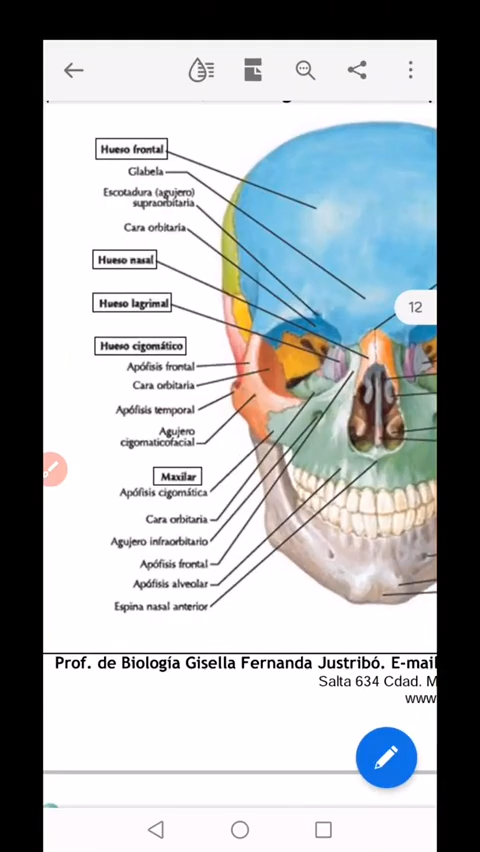 Hueso frontal
Glabela
Escotadura (agujero)
supraorbitaria
Cara orbitaria
Hueso nasal
Hueso lagrimal
12
Hueso cigomático
Apófisis frontal
Cara orbitaria
Apófisis temporal
Agujero
cigomaticofacial
Maxilar
Apófisis cigomática
Cara orbitaria
Agujero infraorbitario
Apófisis frontal
Apófisis alveolar
Espina nasal anterior
Prof. de Biología Gisella Fernanda Justribó. E-mail
Salta 634 Cdad. M
www